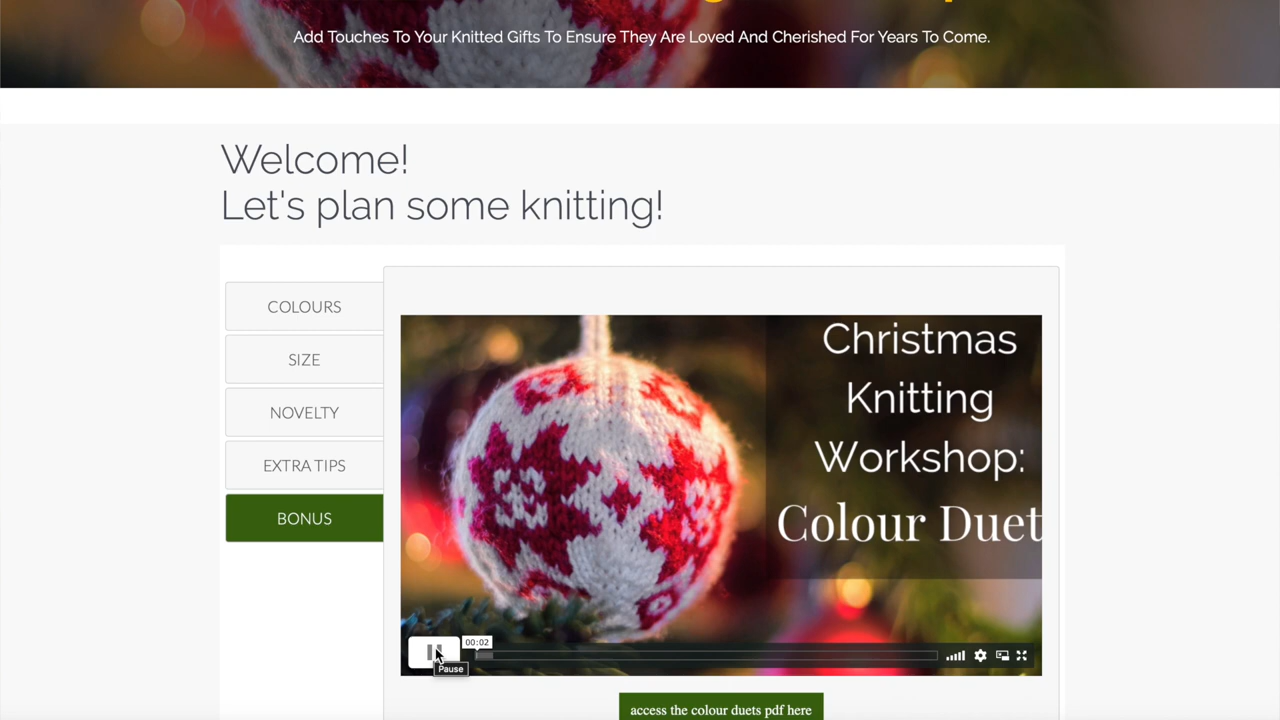 Add Touches To Your Knitted Gifts To Ensure They Are Loved And Cherished For Years To Come.
Welcome!
Let's plan some knitting!
COLOURS
SIZE
NOVELTY
EXTRA TIPS
BONUS
Christmas
Knitting
Workshop:
Colour Duet
00:02
Pause
access the colour duets pdf here